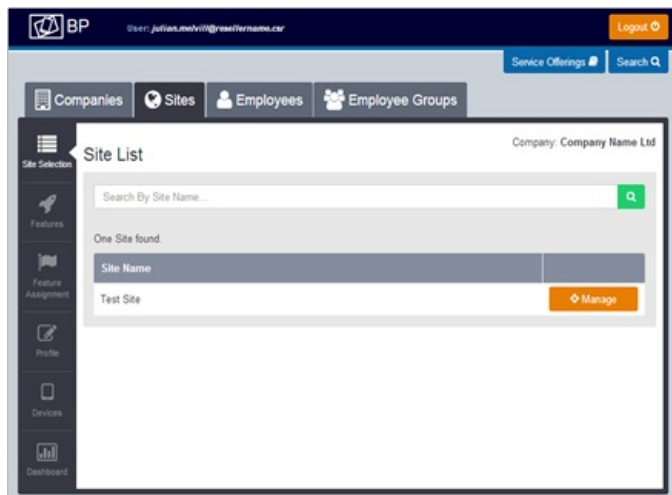 BP
User: julian.melvill@resellername.csr
Logout
Service Offerings
Search
Companies
Sites
Employees
Employee Groups
Site Selection
Features
Feature
Assignment
Profile
Devices
Dashboard
Company: Company Name Ltd
Site List
Search By Site Name...
One Site found.
Site Name
Test Site
Manage